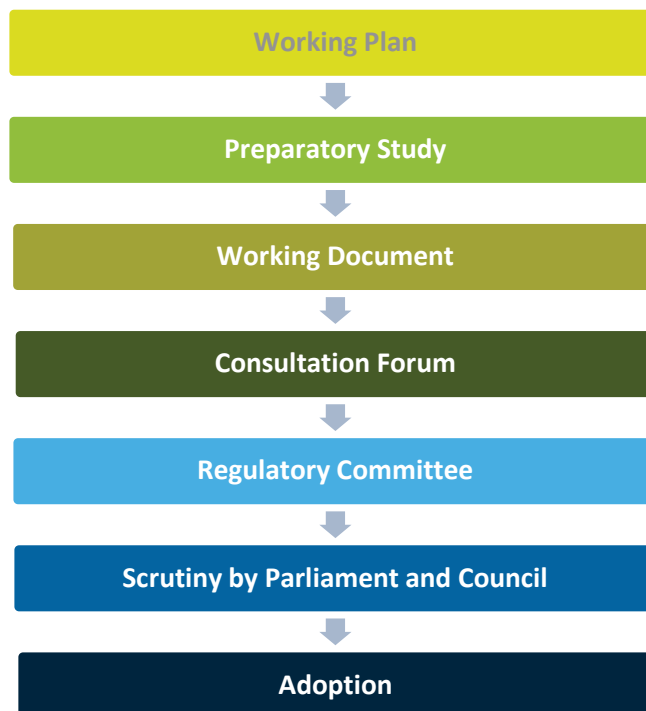 Working Plan
Preparatory Study
Working Document
Consultation Forum
Regulatory Committee
Scrutiny by Parliament and Council
Adoption